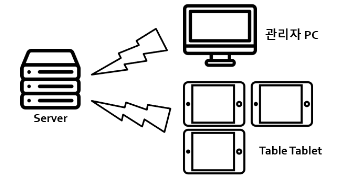 관리자 PC
Server
Table Tablet